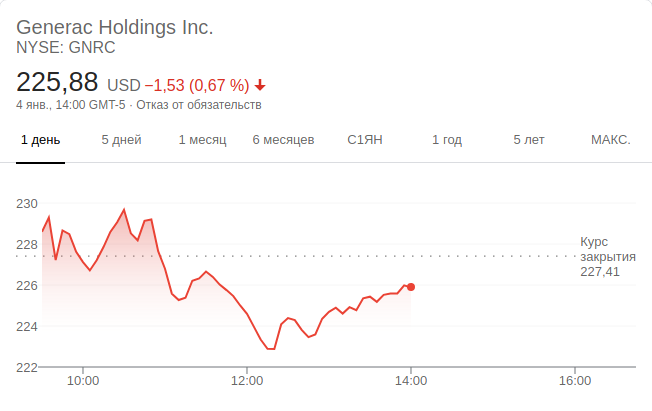 Generac Holdings Inc.
NYSE: GNRC
225,88 USD −1,53 (0,67 %)
4 янв., 14:00 GMT-5 · Отказ от обязательств
1 день 5 дней 1 месяц 6 месяцев С1ЯН 1 год 5 лет МАКС.
230
228
226
224
222
Курс
закрытия
227,41
10:00 12:00 14:00 16:00